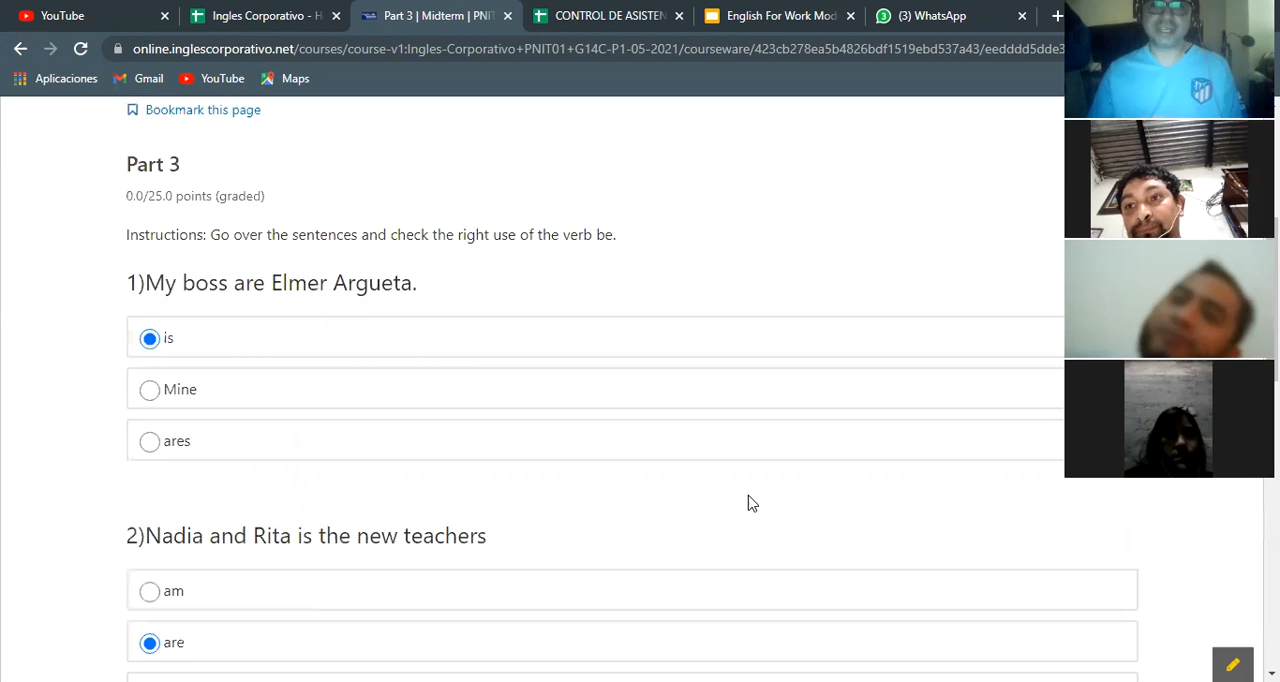 YouTube
Ingles Corporativo - H
Part 3 | Midterm | PNIT
CONTROL DE ASISTEN
English For Work Mod
(3) WhatsApp
online.inglescorporativo.net/courses/course-v1:Ingles-Corporativo+PNIT01+G14C-P1-05-2021/courseware/423cb278ea5b4826bdf1519ebd537a43/eedddd5dde3
Aplicaciones
Gmail
YouTube
Maps
Bookmark this page
Part 3
0.0/25.0 points (graded)
Instructions: Go over the sentences and check the right use of the verb be.
1)My boss are Elmer Argueta.
is
Mine
ares
2)Nadia and Rita is the new teachers
am
are